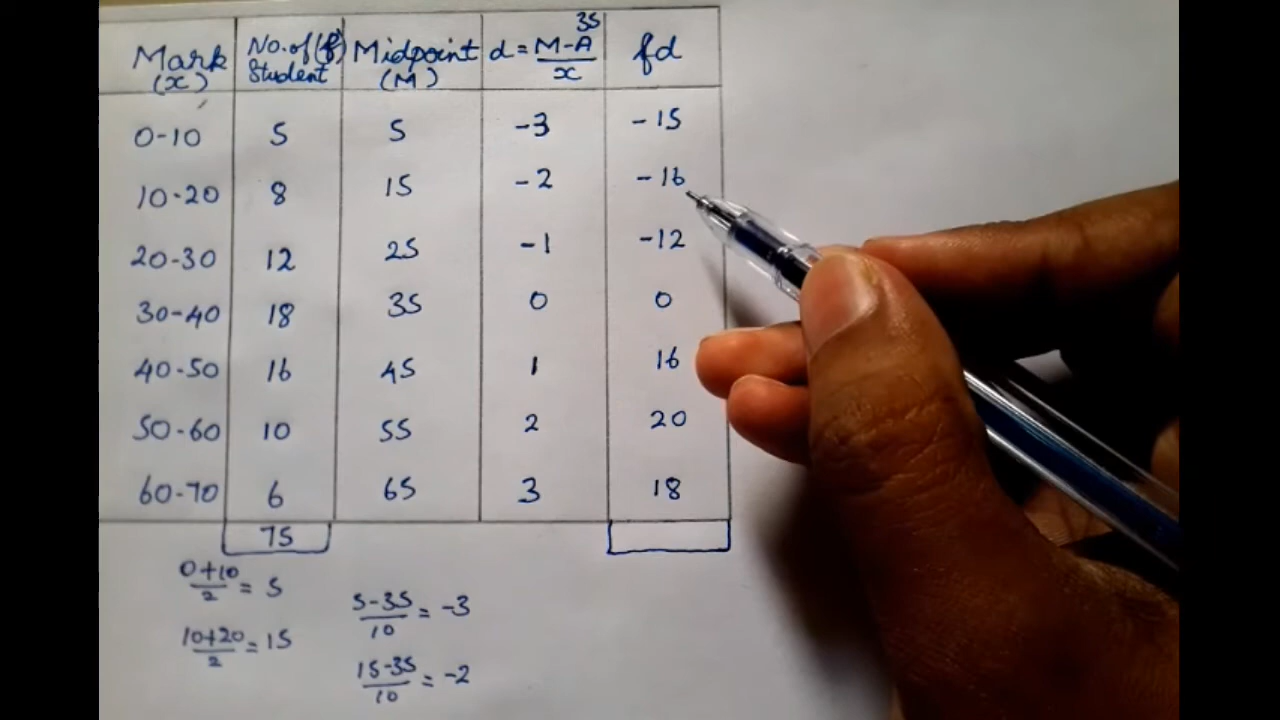 Mark (x) No. of (f) Student Midpoint (M) d = M-A 35 / x fd
0-10 5 5 -3 -15
10-20 8 15 -2 -16
20-30 12 25 -1 -12
30-40 18 35 0 0
40-50 16 45 1 16
50-60 10 55 2 20
60-70 6 65 3 18
75
0+10/2 = 5
10+20/2 = 15
5-35/10 = -3
15-35/10 = -2